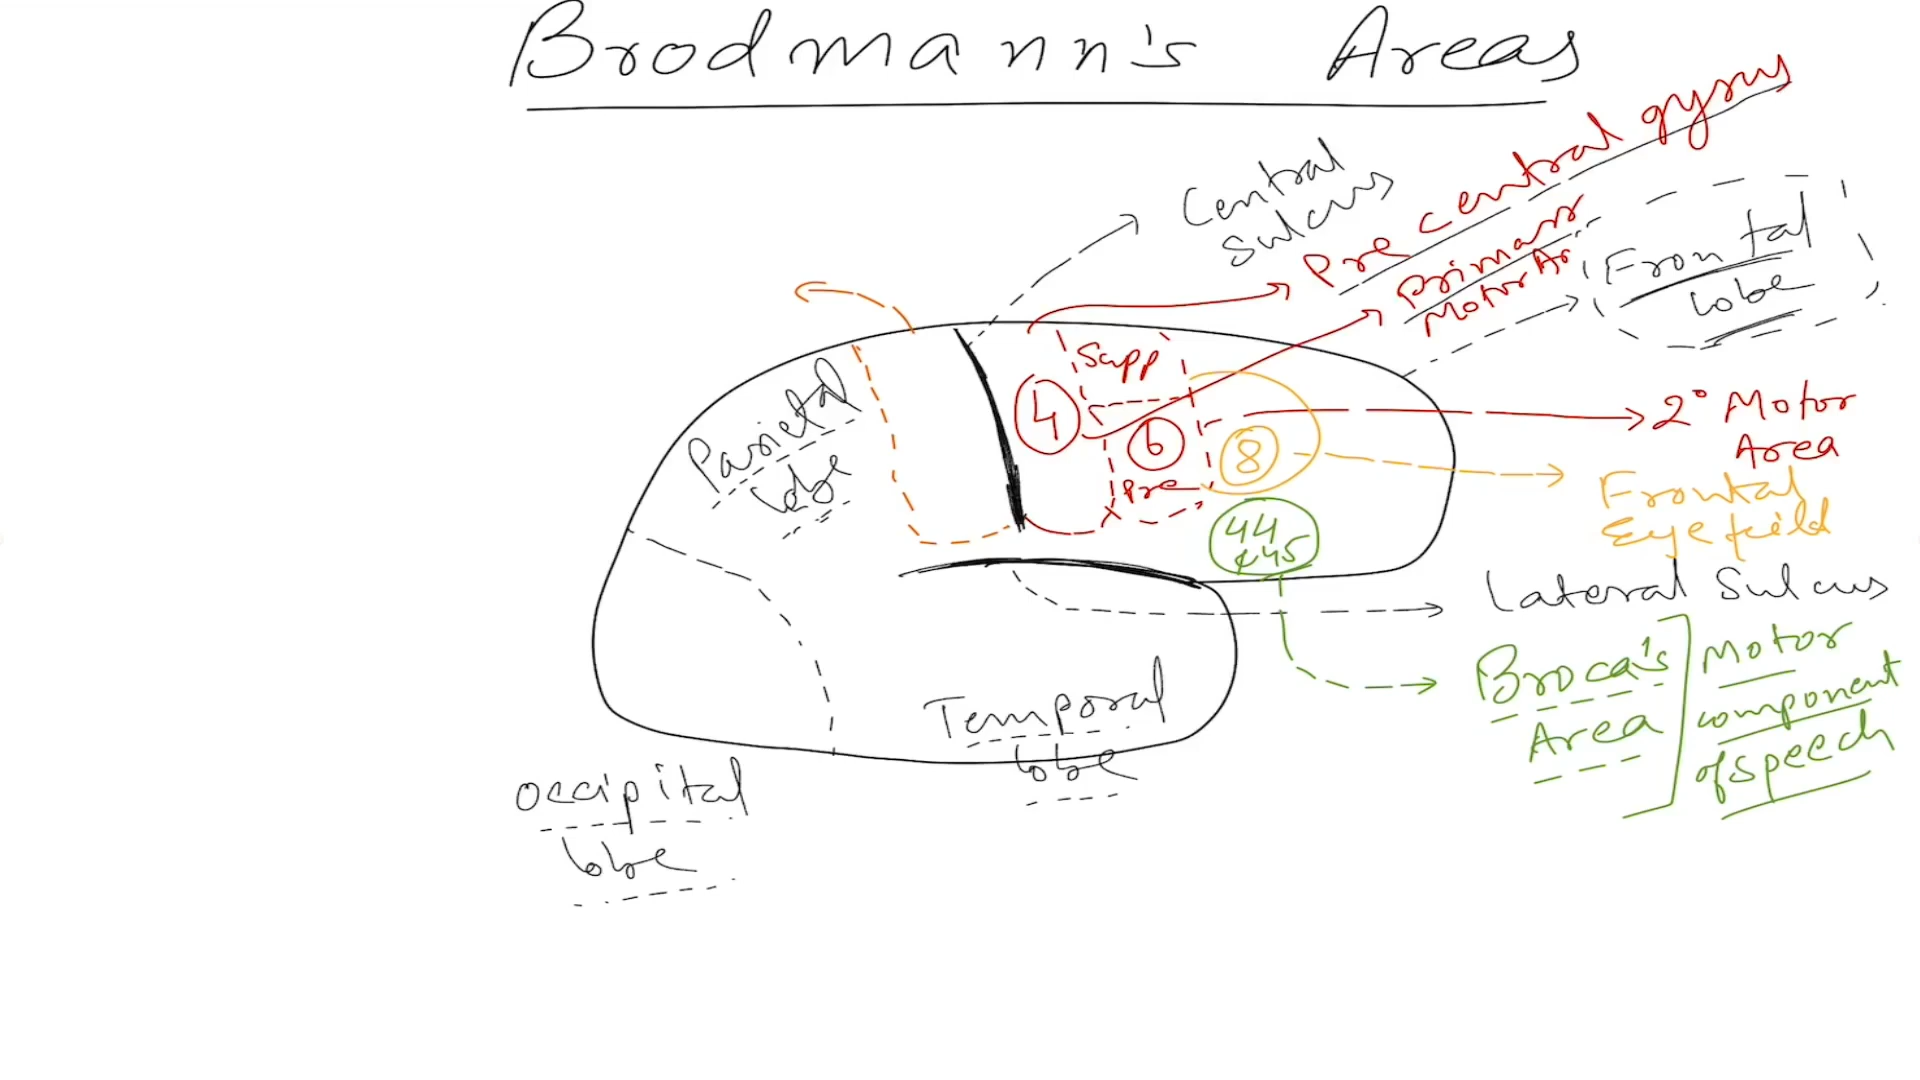 Brodmann's Areas
Central
Sulcus
Pre central gyrus
Primary
Motor Ar
Frontal
lobe
Supp
4
6
Pre
8
2° Motor
Area
Frontal
Eye field
Parietal
lobe
44
&45
Lateral Sulcus
Broca's
Area
Motor
component
of speech
Temporal
lobe
Occipital
lobe